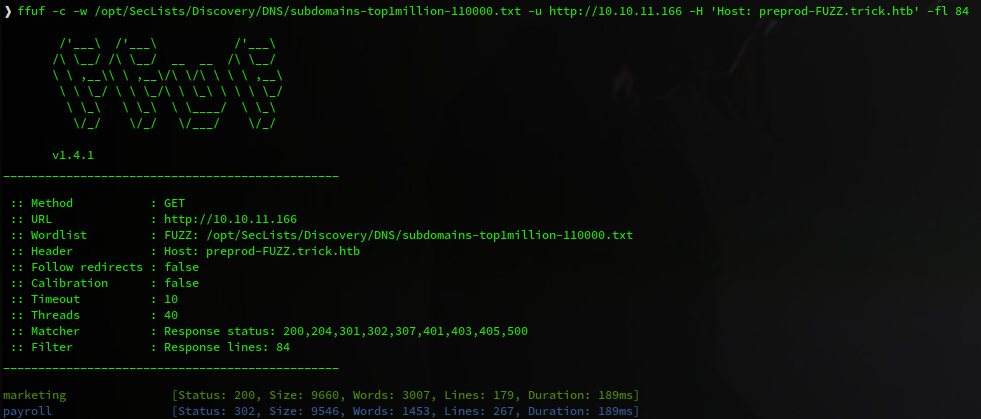 ❯ ffuf -c -w /opt/SecLists/Discovery/DNS/subdomains-top1million-110000.txt -u http://10.10.11.166 -H 'Host: preprod-FUZZ.trick.htb' -fl 84
        /'___\  /'___\           /'___\
       /\ \__/ /\ \__/  __  __  /\ \__/
       \ \ ,__\\ \ ,__\/\ \/\ \ \ \ ,__\
        \ \ \_/ \ \ \_/\ \ \_\ \ \ \ \_/
         \ \_\   \ \_\  \ \____/  \ \_\
          \/_/    \/_/   \/___/    \/_/
       v1.4.1
________________________________________________
 :: Method           : GET
 :: URL              : http://10.10.11.166
 :: Wordlist         : FUZZ: /opt/SecLists/Discovery/DNS/subdomains-top1million-110000.txt
 :: Header           : Host: preprod-FUZZ.trick.htb
 :: Follow redirects : false
 :: Calibration      : false
 :: Timeout          : 10
 :: Threads          : 40
 :: Matcher          : Response status: 200,204,301,302,307,401,403,405,500
 :: Filter           : Response lines: 84
________________________________________________
marketing               [Status: 200, Size: 9660, Words: 3007, Lines: 179, Duration: 189ms]
payroll                 [Status: 302, Size: 9546, Words: 1453, Lines: 267, Duration: 189ms]